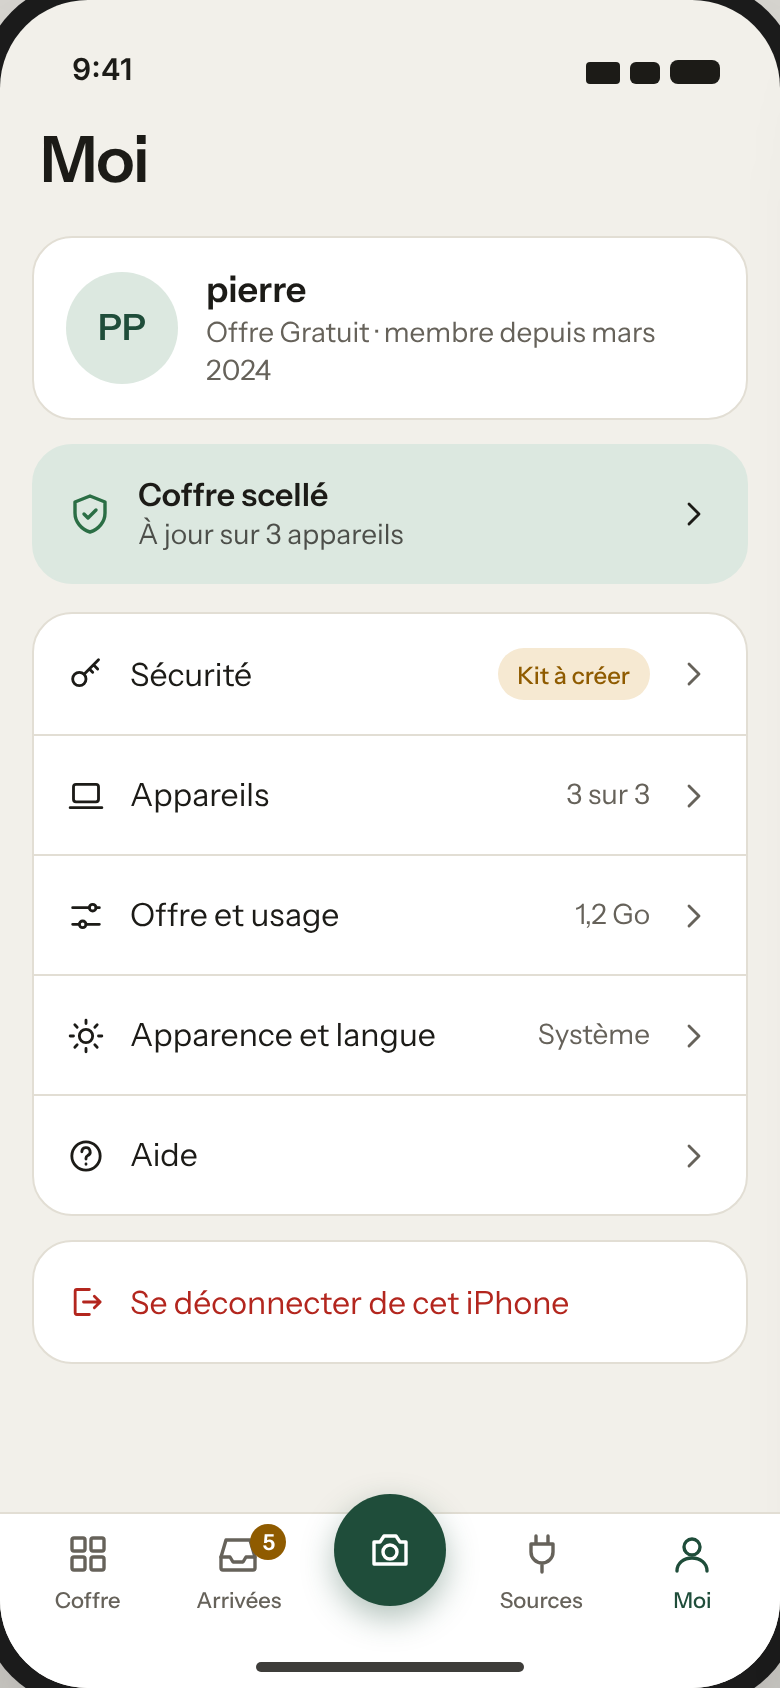 9:41
Moi
PP
pierre
Offre Gratuit · membre depuis mars
2024
Coffre scellé
À jour sur 3 appareils
Sécurité
Kit à créer
Appareils
3 sur 3
Offre et usage
1,2 Go
Apparence et langue
Système
Aide
Se déconnecter de cet iPhone
5
Coffre
Arrivées
Sources
Moi